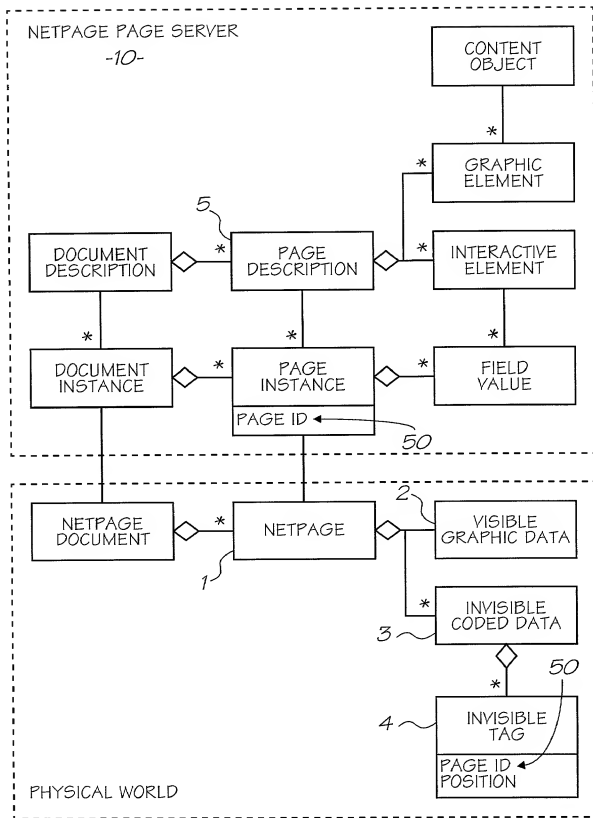 NETPAGE PAGE SERVER
-10-
CONTENT
OBJECT
*
*
GRAPHIC
ELEMENT
5
DOCUMENT
DESCRIPTION
*
PAGE
DESCRIPTION
*
INTERACTIVE
ELEMENT
*
*
*
DOCUMENT
INSTANCE
*
PAGE
INSTANCE
*
FIELD
VALUE
PAGE ID
50
NETPAGE
DOCUMENT
*
NETPAGE
1
2
VISIBLE
GRAPHIC DATA
*
INVISIBLE
CODED DATA
3
*
50
4
INVISIBLE
TAG
PAGE ID
POSITION
PHYSICAL WORLD